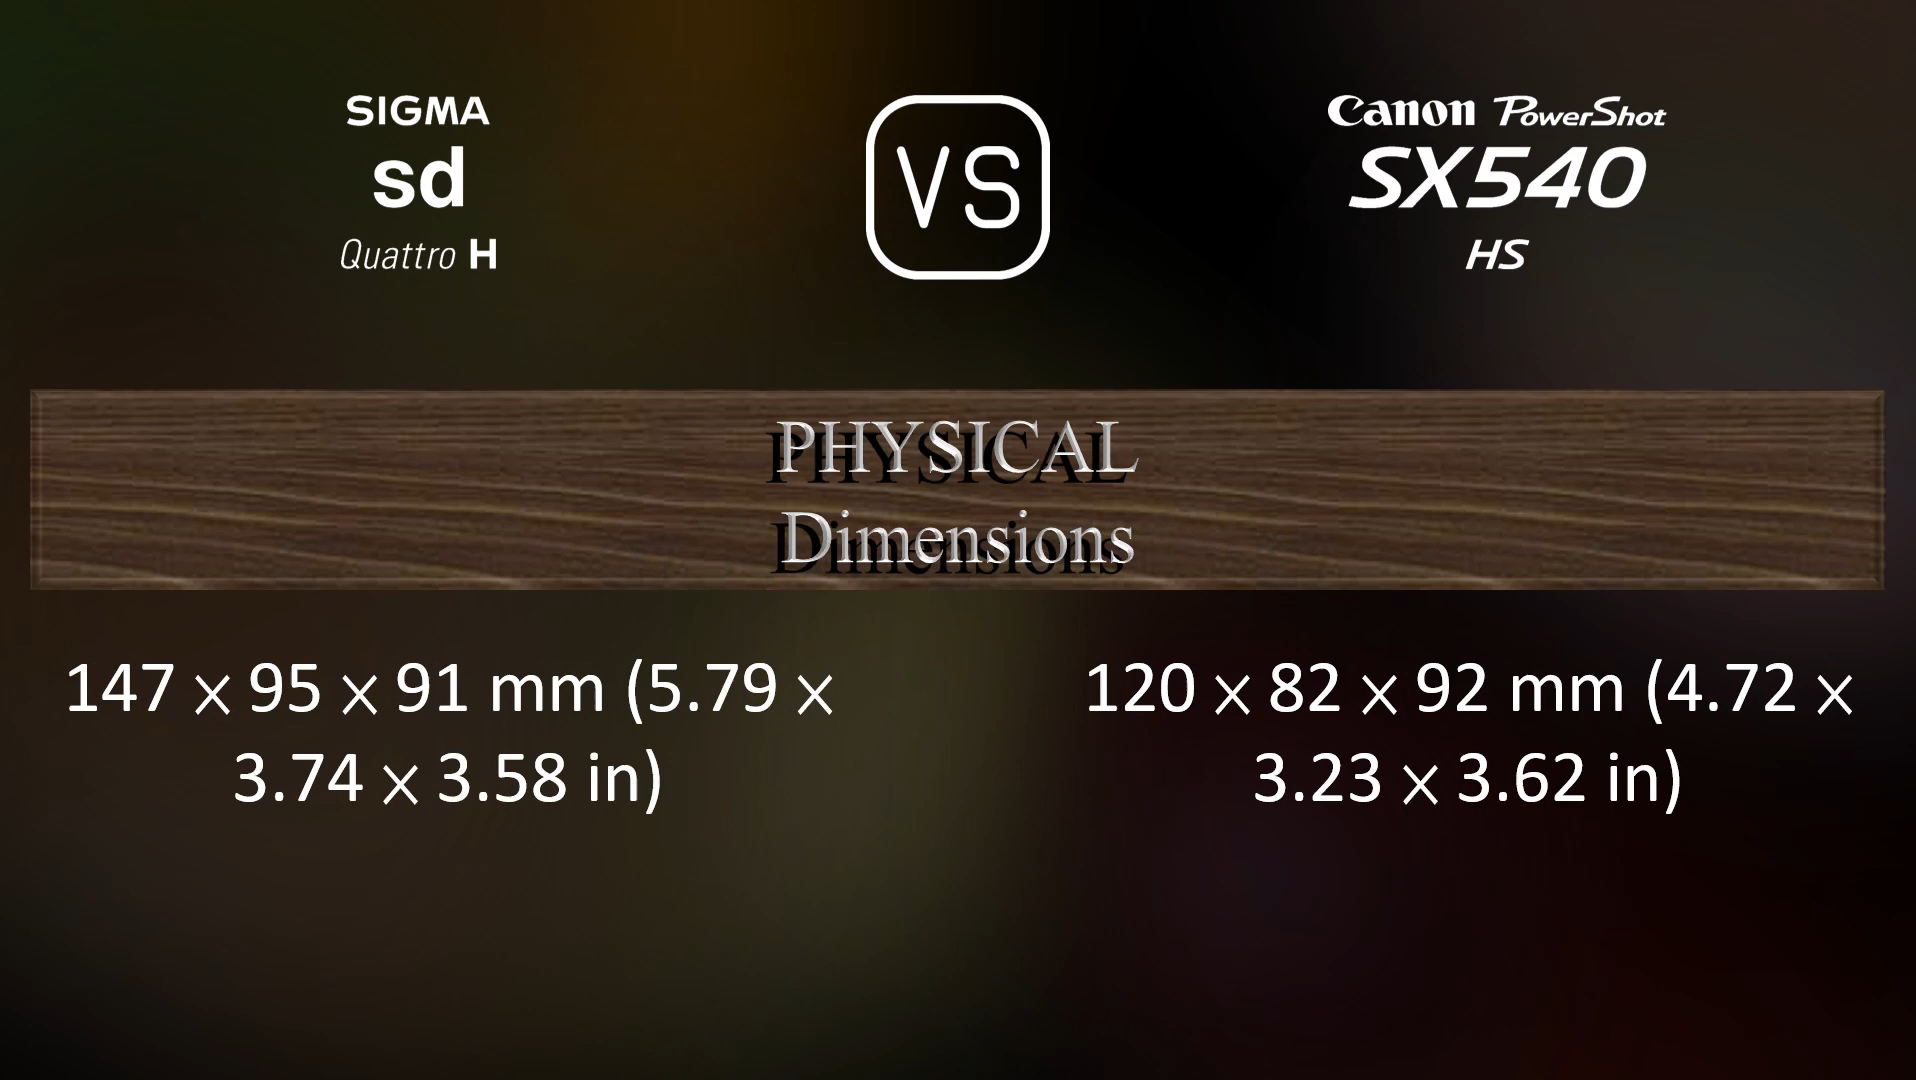 SIGMA
sd
Quattro H
VS
Canon PowerShot
SX540
HS
PHYSICAL
Dimensions
147 x 95 x 91 mm (5.79 x
3.74 x 3.58 in)
120 x 82 x 92 mm (4.72 x
3.23 x 3.62 in)